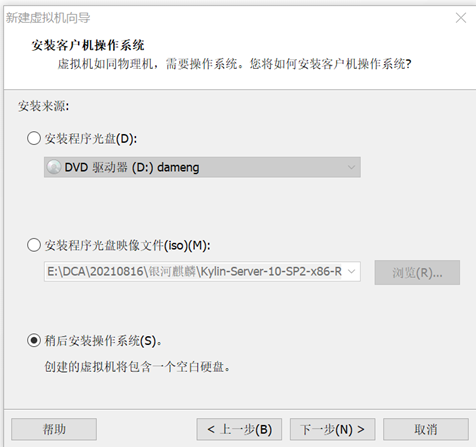 新建虚拟机向导
安装客户机操作系统
虚拟机如同物理机，需要操作系统。您将如何安装客户机操作系统?
安装来源:
安装程序光盘(D):
DVD 驱动器 (D:) dameng
安装程序光盘映像文件(iso)(M):
E:\DCA\20210816\银河麒麟\Kylin-Server-10-SP2-x86-R
浏览(R)...
稍后安装操作系统(S)。
创建的虚拟机将包含一个空白硬盘。
帮助
< 上一步(B)
下一步(N) >
取消